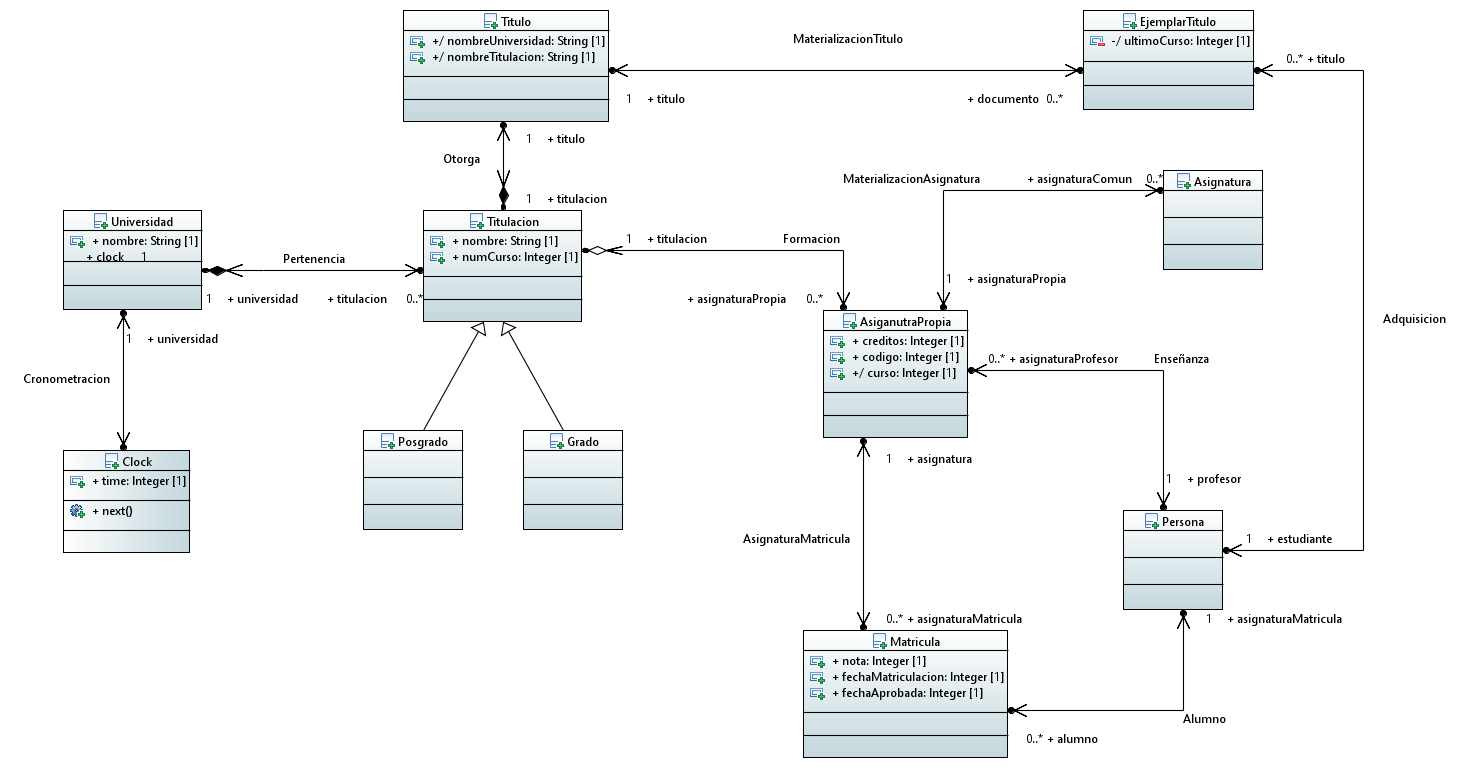 Titulo
+/ nombreUniversidad: String [1]
+/ nombreTitulacion: String [1]
MaterializacionTitulo
1 + titulo
+ documento 0..*
EjemplarTitulo
-/ ultimoCurso: Integer [1]
0..* + titulo
1 + titulo
Otorga
1 + titulacion
MaterializacionAsignatura
+ asignaturaComun 0..*
Asignatura
Universidad
+ nombre: String [1]
+ clock 1
Pertenencia
1 + universidad
+ titulacion 0..*
Titulacion
+ nombre: String [1]
+ numCurso: Integer [1]
1 + titulacion
Formacion
+ asignaturaPropia 0..*
1 + asignaturaPropia
AsiganutraPropia
+ creditos: Integer [1]
+ codigo: Integer [1]
+/ curso: Integer [1]
0..* + asignaturaProfesor
Enseñanza
Adquisicion
1 + universidad
Cronometracion
Clock
+ time: Integer [1]
+ next()
Posgrado
Grado
1 + asignatura
1 + profesor
Persona
1 + estudiante
AsignaturaMatricula
0..* + asignaturaMatricula
1 + asignaturaMatricula
Matricula
+ nota: Integer [1]
+ fechaMatriculacion: Integer [1]
+ fechaAprobada: Integer [1]
Alumno
0..* + alumno